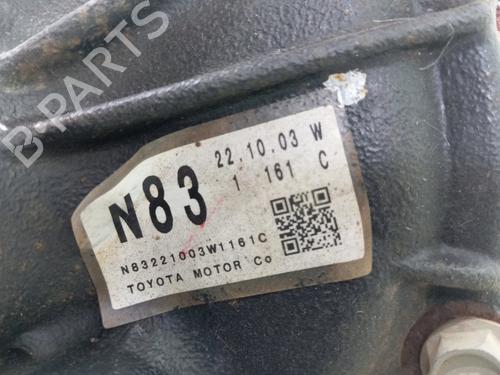 B-PARTS
N83 22.10.03 W
1 161 C
N83221003W1161C
TOYOTA MOTOR Co